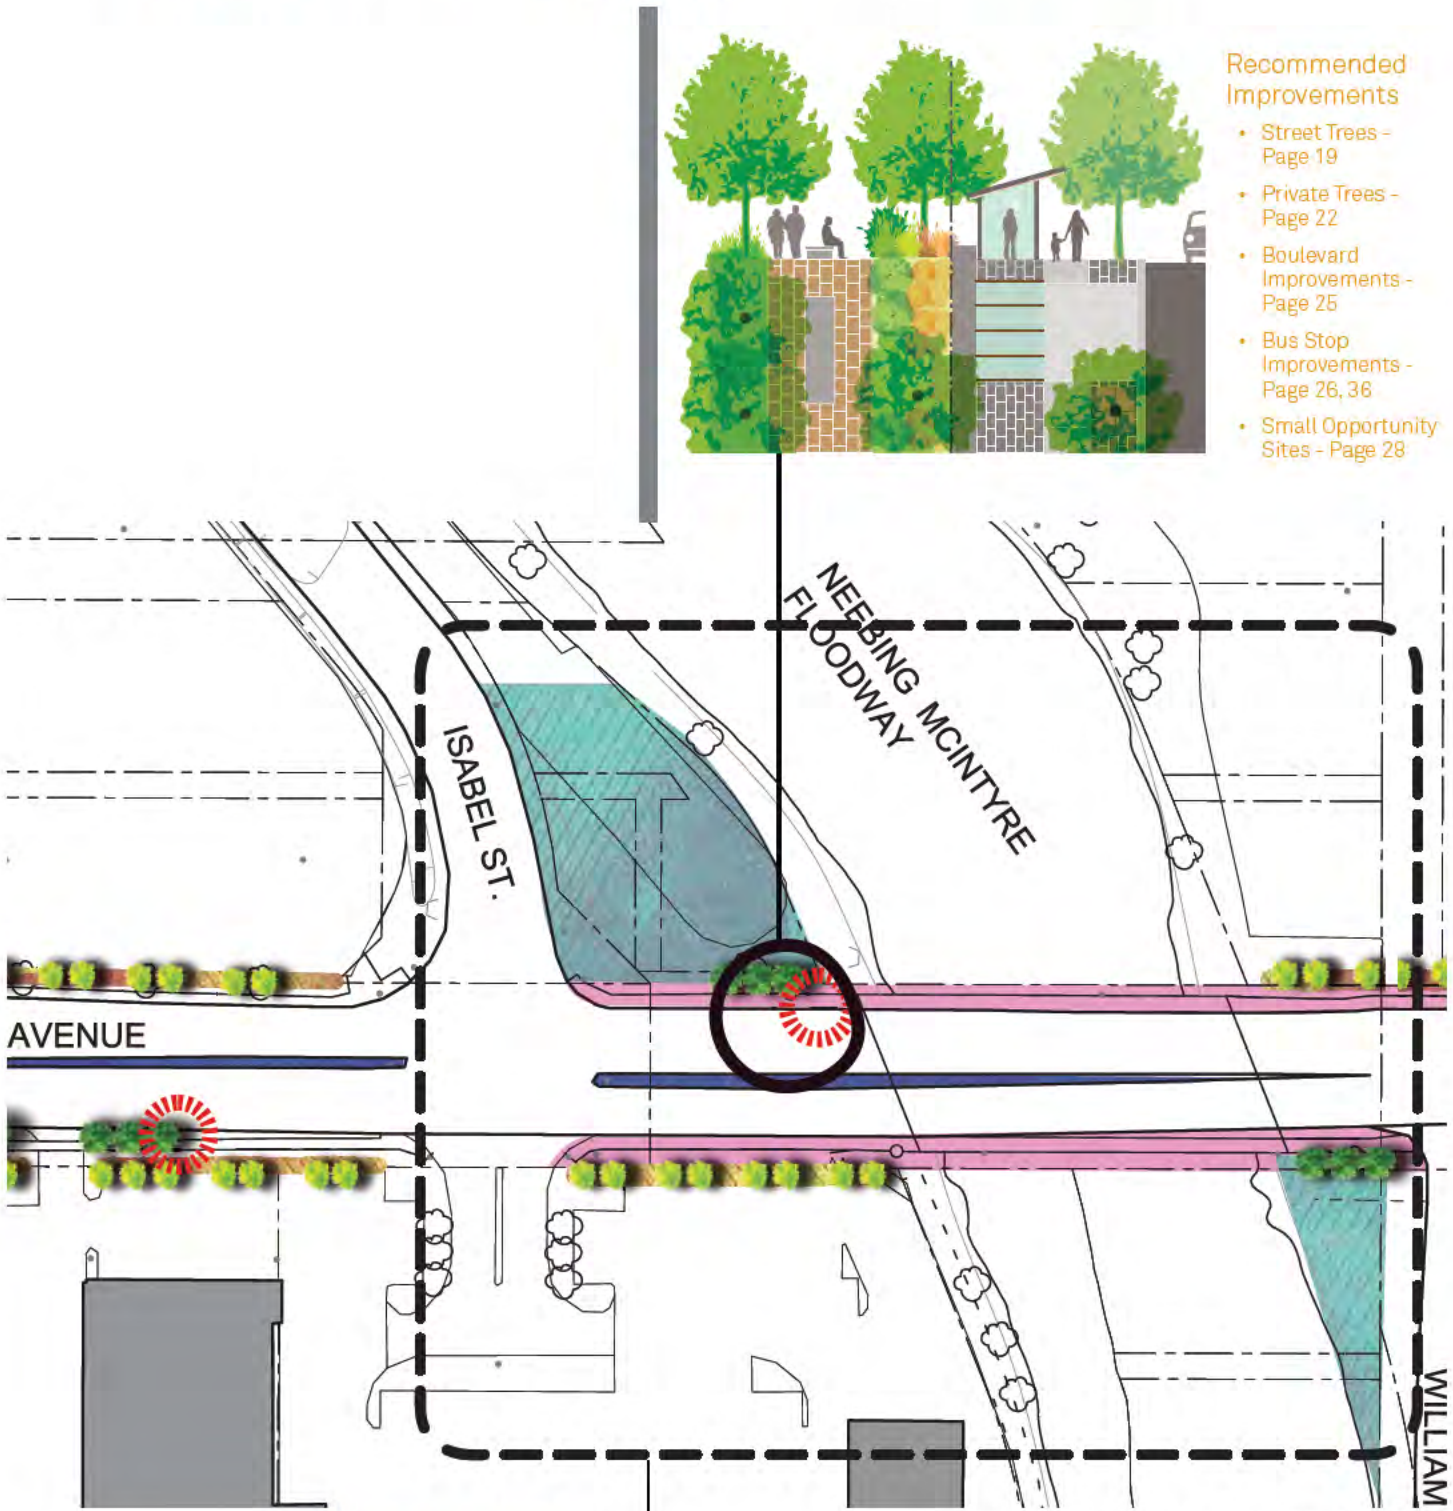 Recommended
Improvements
• Street Trees -
Page 19
• Private Trees -
Page 22
• Boulevard
Improvements -
Page 25
• Bus Stop
Improvements -
Page 26, 36
• Small Opportunity
Sites - Page 28
NEEBING MCINTYRE
FLOODWAY
ISABEL ST.
AVENUE
WILLIAM